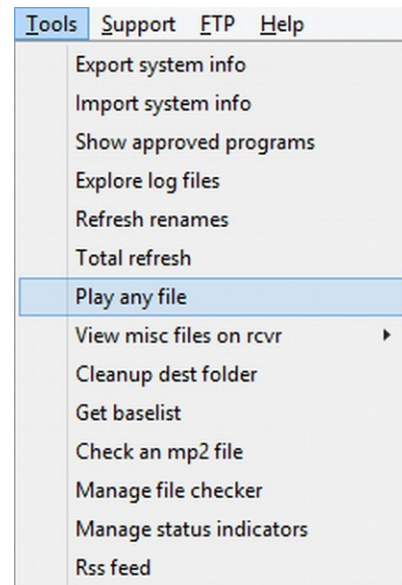 Tools Support FTP Help
Export system info
Import system info
Show approved programs
Explore log files
Refresh renames
Total refresh
Play any file
View misc files on rcvr
Cleanup dest folder
Get baselist
Check an mp2 file
Manage file checker
Manage status indicators
Rss feed